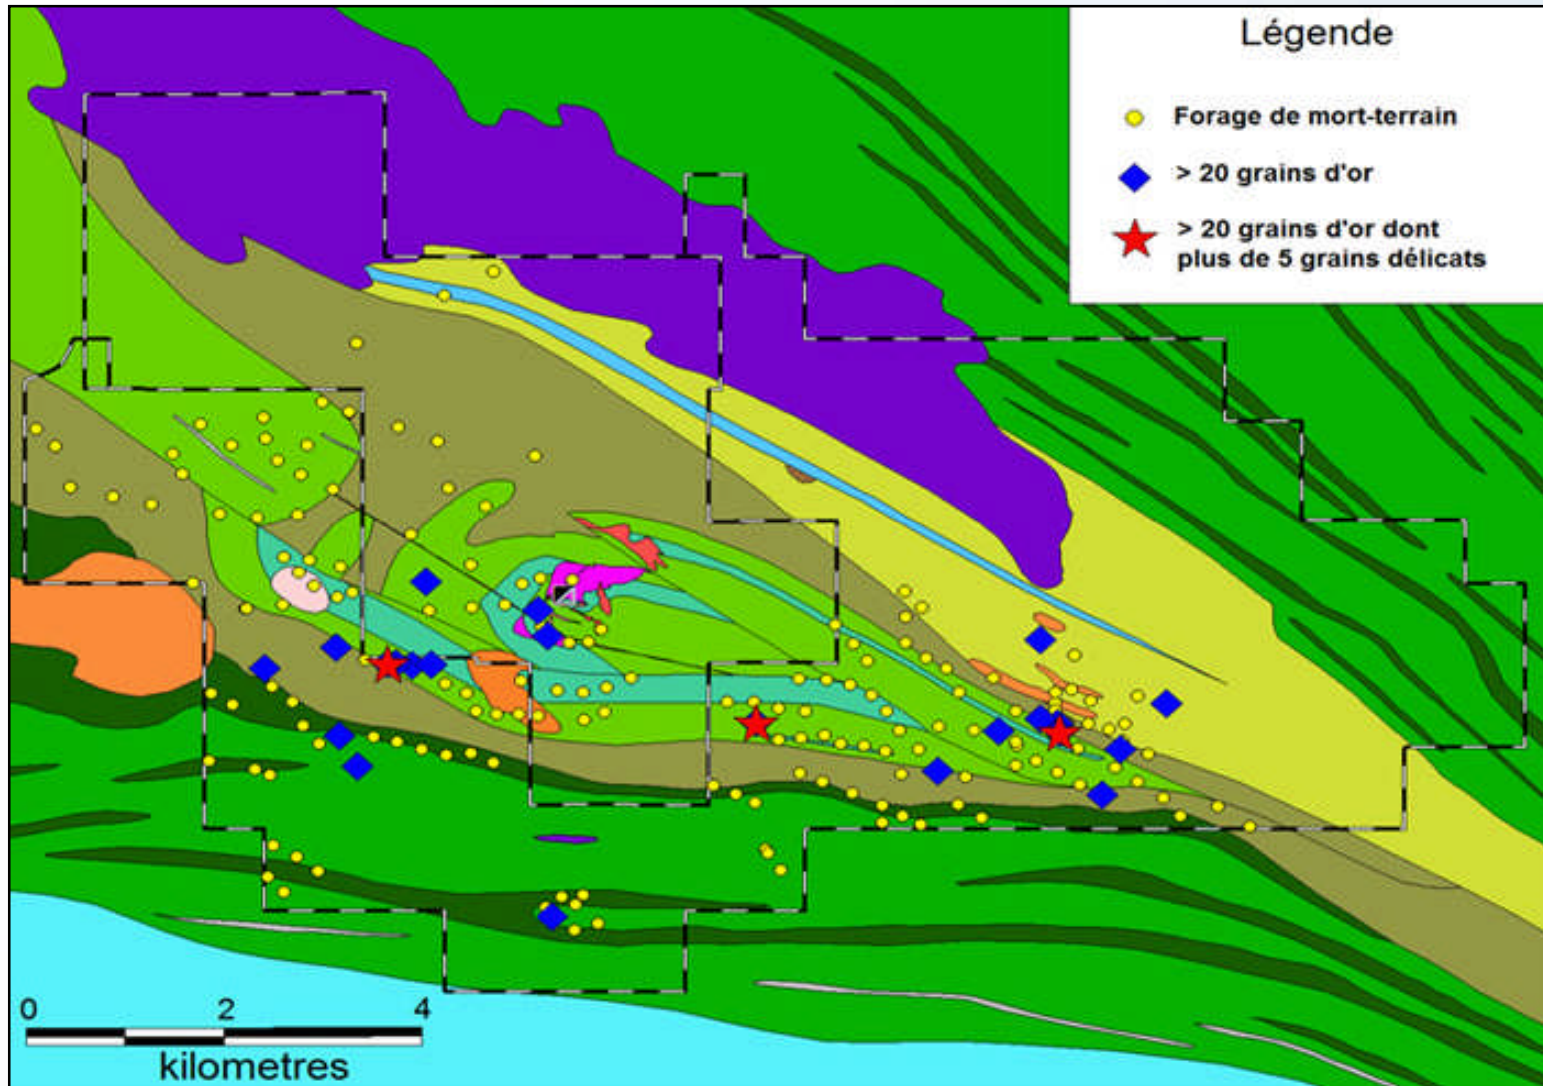 Légende
Forage de mort-terrain
> 20 grains d'or
> 20 grains d'or dont
plus de 5 grains délicats
0 2 4
kilometres